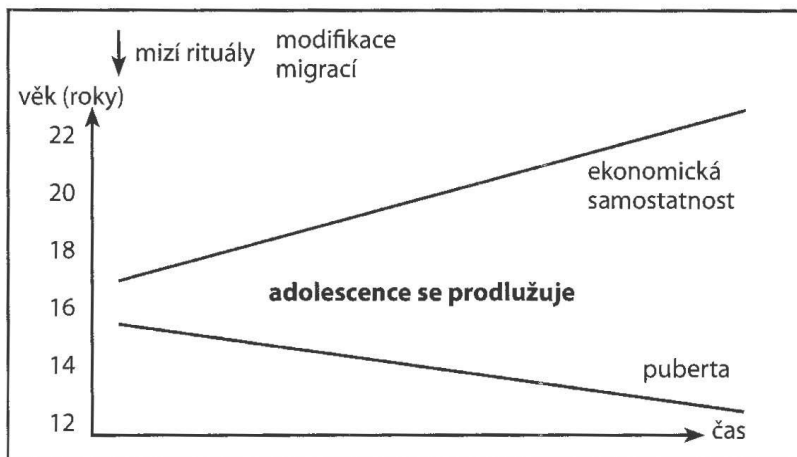 mizí rituály
modifikace
migrací
věk (roky)
22
20
18
16
14
12
ekonomická
samostatnost
adolescence se prodlužuje
puberta
čas